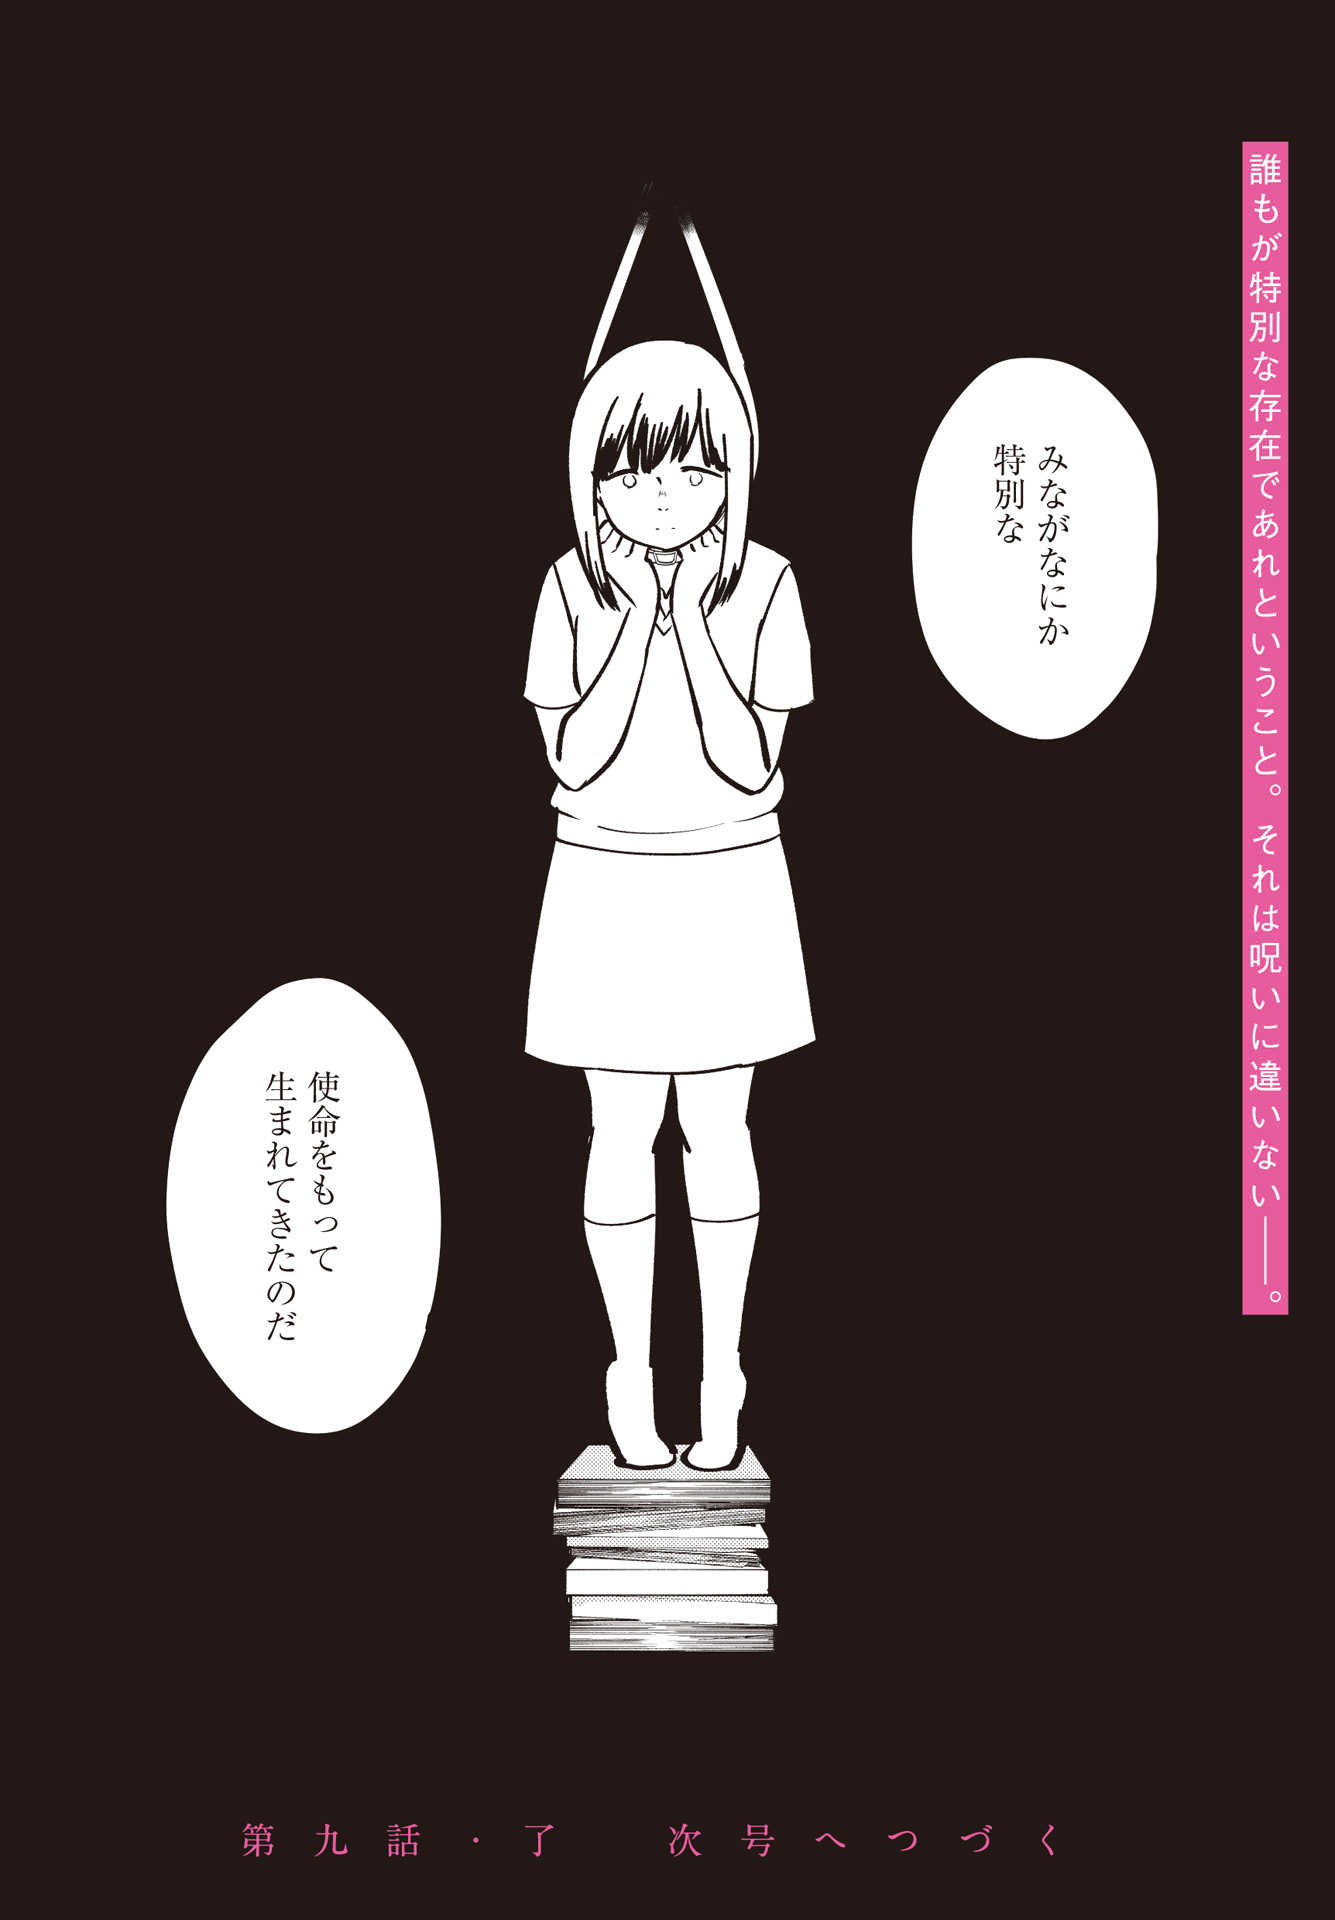 誰もが特別な存在であれということ。それは呪いに違いない――。
みながなにか
特別な
使命をもって
生まれてきたのだ
第九話・了　次号へつづく